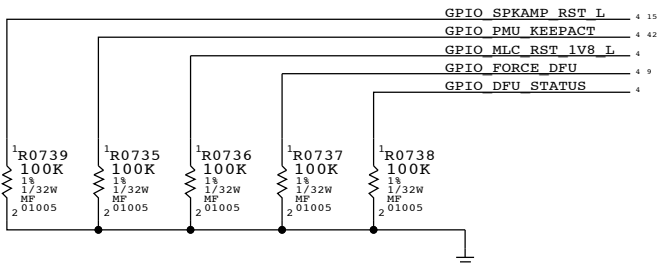 GPIO_SPKAMP_RST_L 4 15
GPIO_PMU_KEEPACT 4 42
GPIO_MLC_RST_1V8_L 4
GPIO_FORCE_DFU 4 9
GPIO_DFU_STATUS 4
1 R0739
100K
1%
1/32W
MF
2 01005
1 R0735
100K
1%
1/32W
MF
2 01005
1 R0736
100K
1%
1/32W
MF
2 01005
1 R0737
100K
1%
1/32W
MF
2 01005
1 R0738
100K
1%
1/32W
MF
2 01005